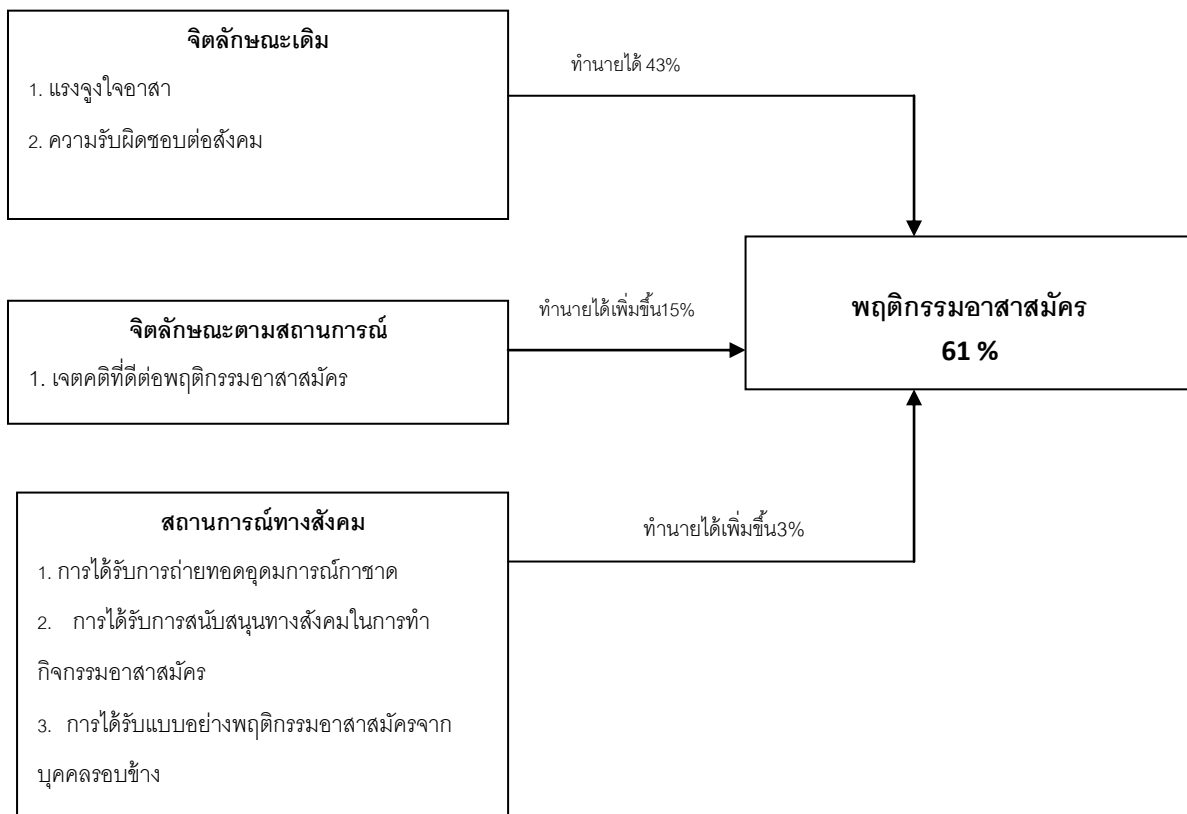 จิตลักษณะเดิม
1. แรงจูงใจอาสา
2. ความรับผิดชอบต่อสังคม
ทำนายได้ 43%
จิตลักษณะตามสถานการณ์
1. เจตคติที่ดีต่อพฤติกรรมอาสาสมัคร
ทำนายได้เพิ่มขึ้น15%
พฤติกรรมอาสาสมัคร
61 %
สถานการณ์ทางสังคม
1. การได้รับการถ่ายทอดอุดมการณ์กาชาด
2. การได้รับการสนับสนุนทางสังคมในการทำ
กิจกรรมอาสาสมัคร
3. การได้รับแบบอย่างพฤติกรรมอาสาสมัครจาก
บุคคลรอบข้าง
ทำนายได้เพิ่มขึ้น3%